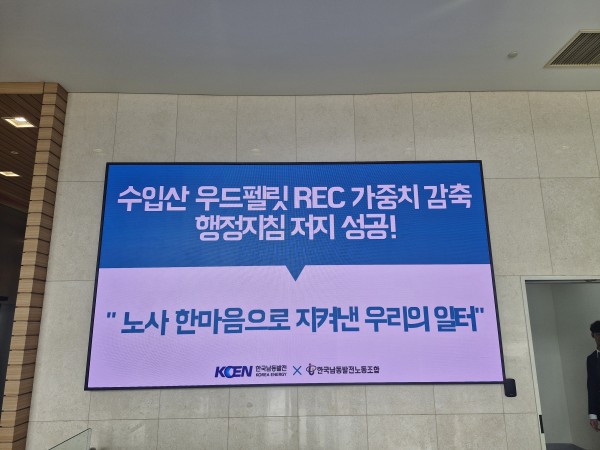 수입산 우드펠릿 REC 가중치 감축
행정지침 저지 성공!
" 노사 한마음으로 지켜낸 우리의 일터"
KOEN 한국남동발전 KOREA ENERGY × 한국남동발전노동조합